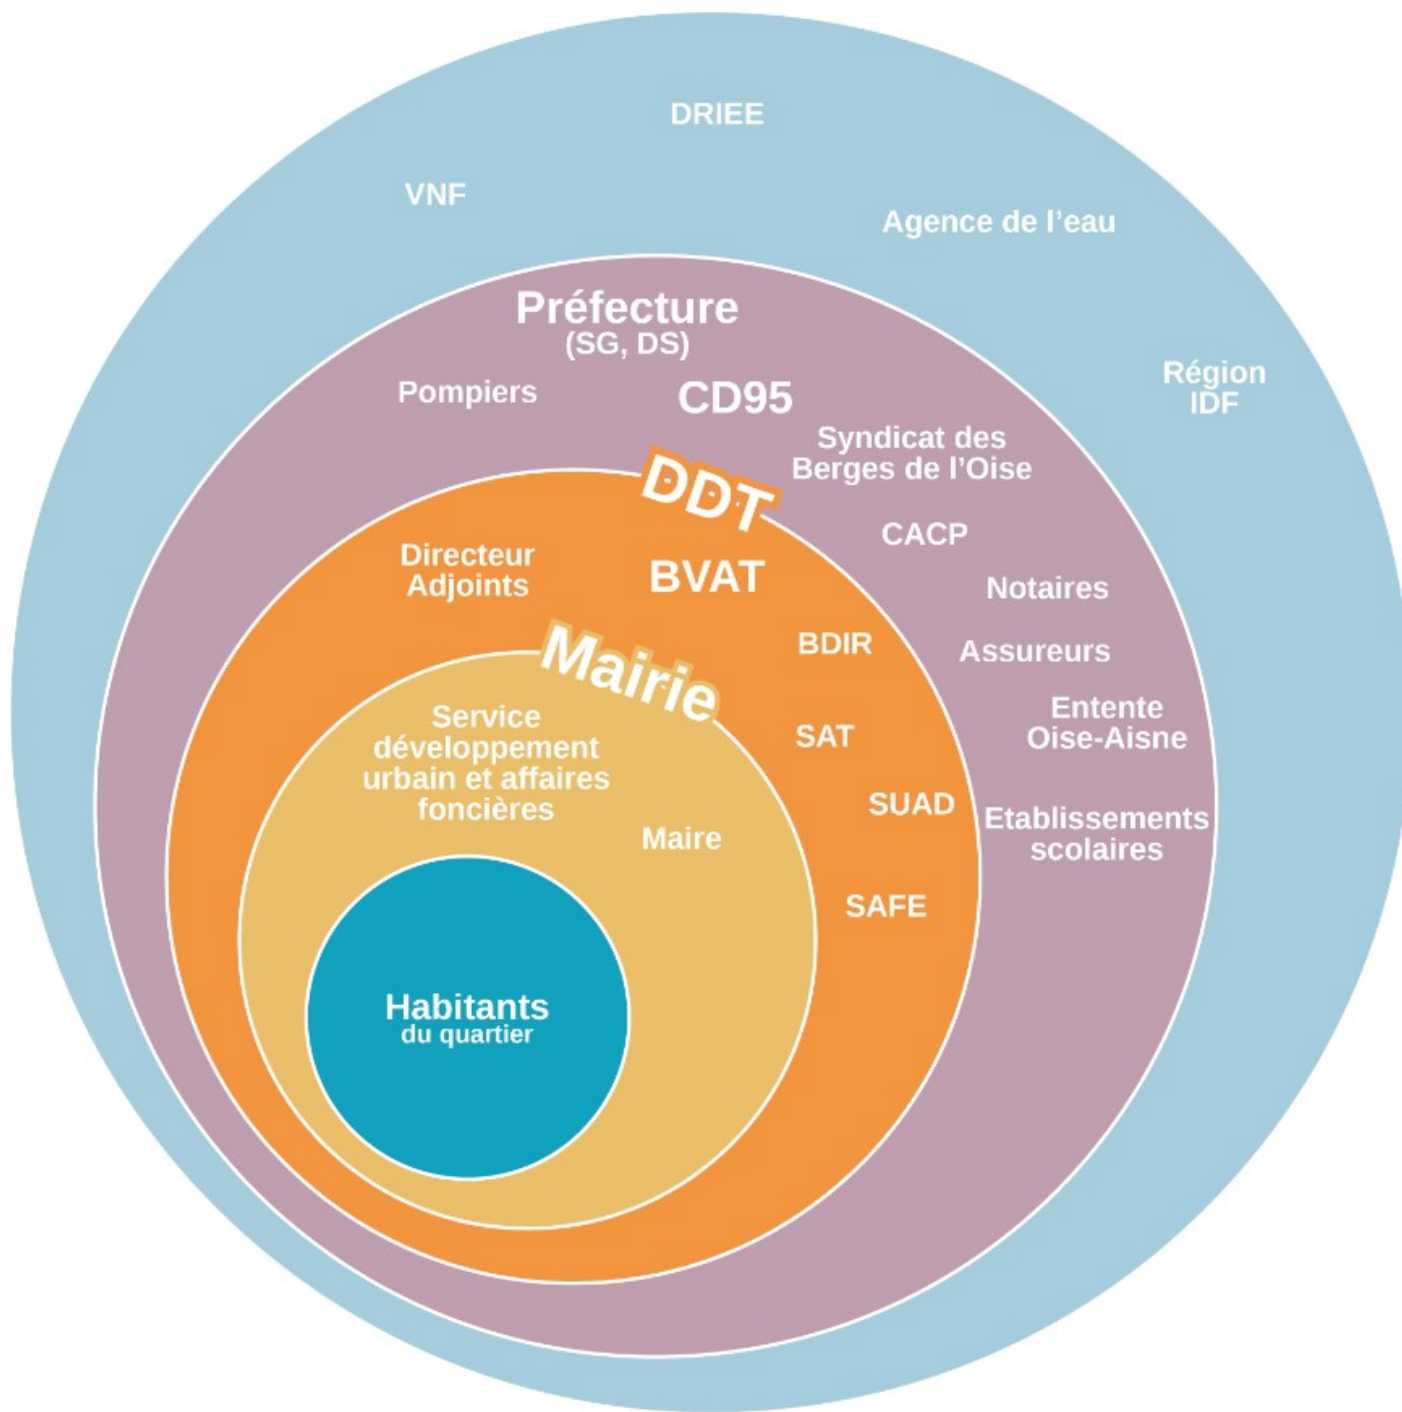 DRIEE
VNF
Agence de l’eau
Région
IDF
Préfecture
(SG, DS)
Pompiers
CD95
Syndicat des
Berges de l’Oise
CACP
Notaires
Assureurs
Entente
Oise-Aisne
Etablissements
scolaires
DDT
Directeur
Adjoints
BVAT
BDIR
SAT
SUAD
SAFE
Mairie
Service
développement
urbain et affaires
foncières
Maire
Habitants
du quartier